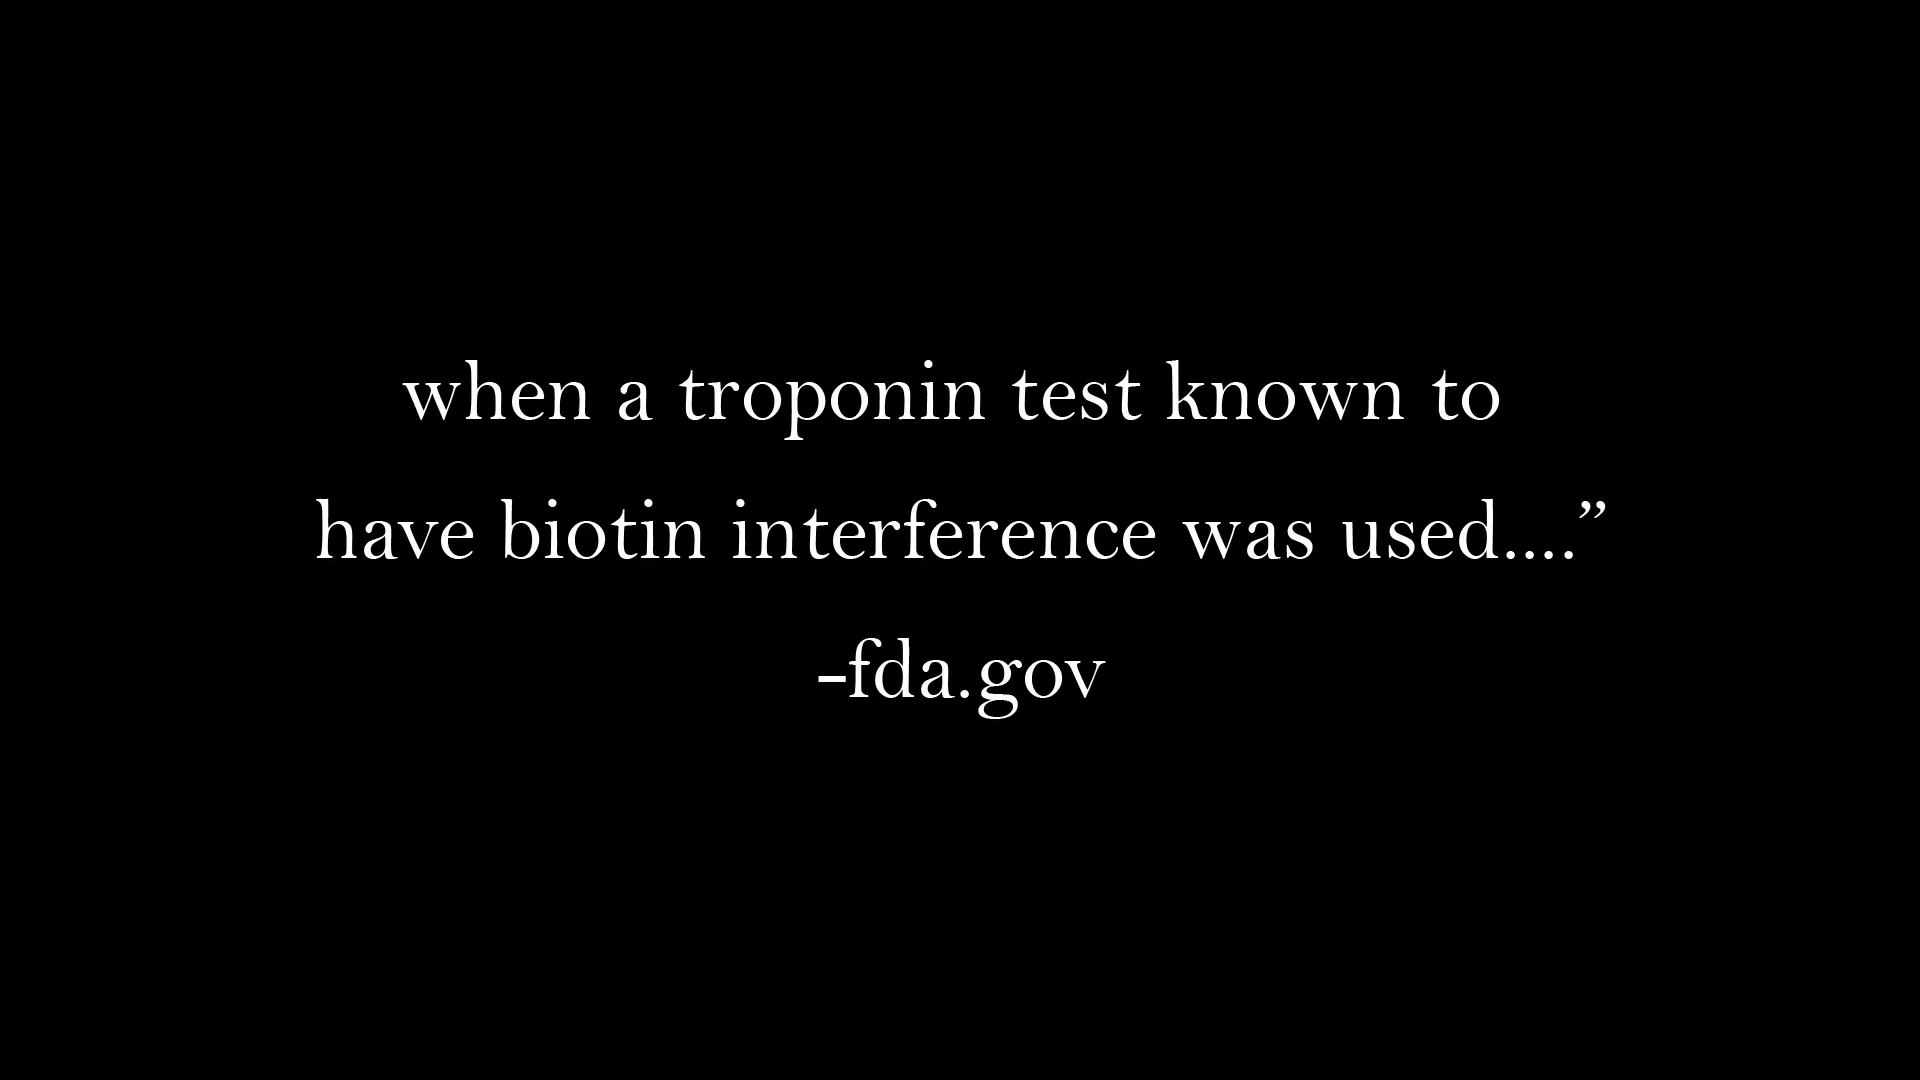 when a troponin test known to
have biotin interference was used....”
-fda.gov